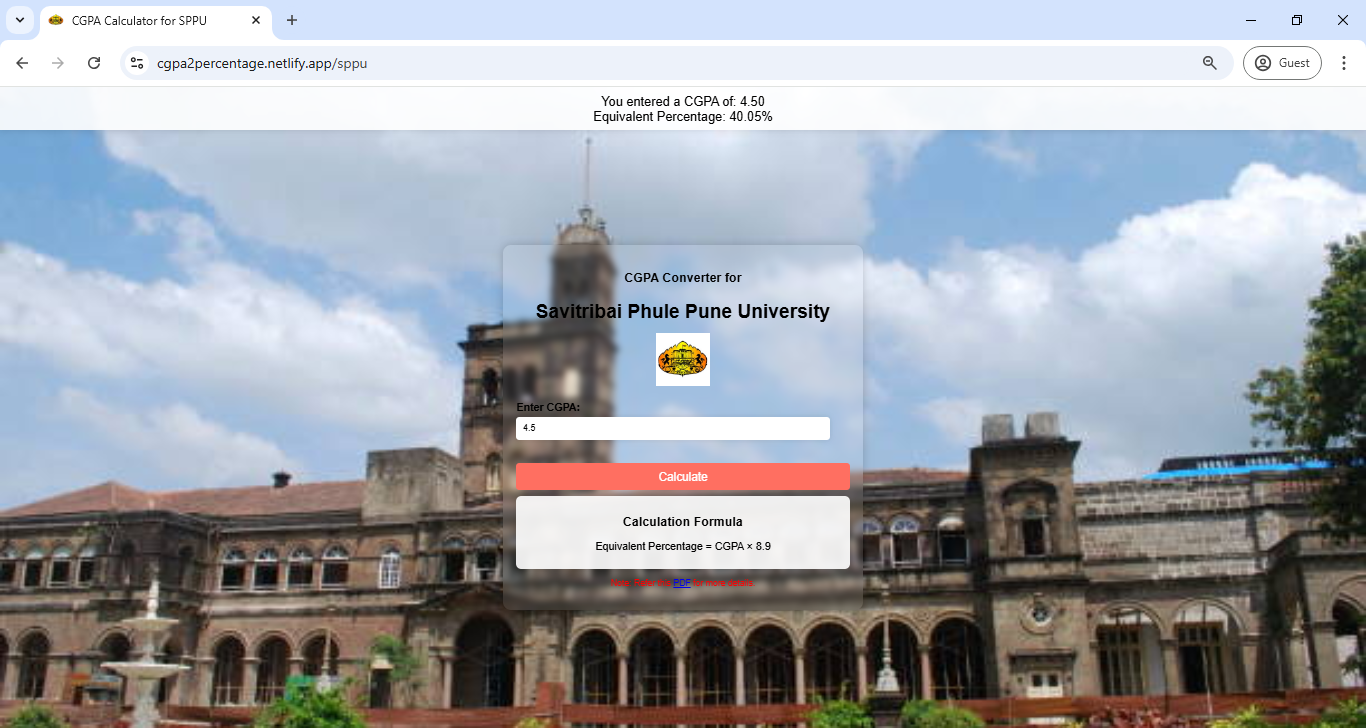 CGPA Calculator for SPPU
cgpa2percentage.netlify.app/sppu
Guest
You entered a CGPA of: 4.50
Equivalent Percentage: 40.05%
CGPA Converter for
Savitribai Phule Pune University
Enter CGPA:
4.5
Calculate
Calculation Formula
Equivalent Percentage = CGPA × 8.9
PDF